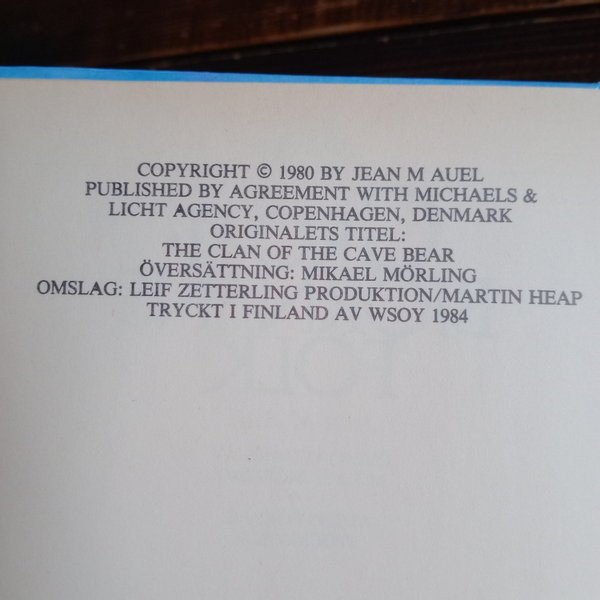 COPYRIGHT © 1980 BY JEAN M AUEL
PUBLISHED BY AGREEMENT WITH MICHAELS &
LICHT AGENCY, COPENHAGEN, DENMARK
ORIGINALETS TITEL:
THE CLAN OF THE CAVE BEAR
ÖVERSÄTTNING: MIKAEL MÖRLING
OMSLAG: LEIF ZETTERLING PRODUKTION/MARTIN HEAP
TRYCKT I FINLAND AV WSOY 1984